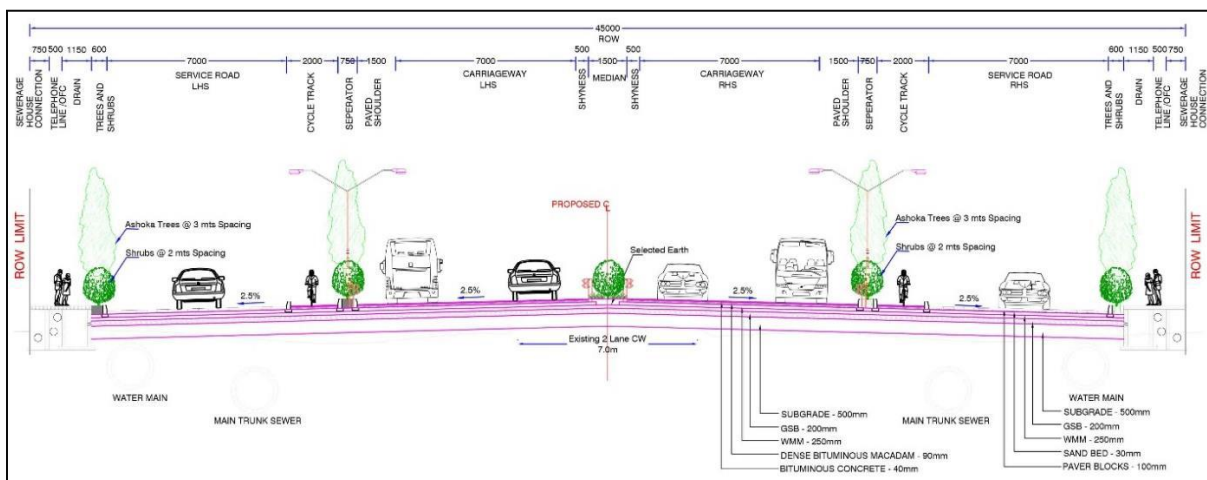 45000
ROW
750 500 1150 600 7000 2000 750 1500 7000 500 1500 500 7000 1500 750 2000 7000 600 1150 500 750
SEWERAGE HOUSE CONNECTION
TELEPHONE LINE /OFC
DRAIN
TREES AND SHRUBS
SERVICE ROAD
LHS
CYCLE TRACK
SEPERATOR
PAVED SHOULDER
CARRIAGEWAY
LHS
SHYNESS
MEDIAN
SHYNESS
CARRIAGEWAY
RHS
PAVED SHOULDER
SEPERATOR
CYCLE TRACK
SERVICE ROAD
RHS
TREES AND SHRUBS
DRAIN
TELEPHONE LINE /OFC
SEWERAGE HOUSE CONNECTION
ROW LIMIT
PROPOSED CL
ROW LIMIT
Ashoka Trees @ 3 mts Spacing
Shrubs @ 2 mts Spacing
Selected Earth
Ashoka Trees @ 3 mts Spacing
Shrubs @ 2 mts Spacing
2.5% 2.5% 2.5% 2.5%
Existing 2 Lane CW
7.0m
WATER MAIN
MAIN TRUNK SEWER
SUBGRADE - 500mm
GSB - 200mm
WMM - 250mm
DENSE BITUMINOUS MACADAM - 90mm
BITUMINOUS CONCRETE - 40mm
MAIN TRUNK SEWER
WATER MAIN
SUBGRADE - 500mm
GSB - 200mm
WMM - 250mm
SAND BED - 30mm
PAVER BLOCKS - 100mm